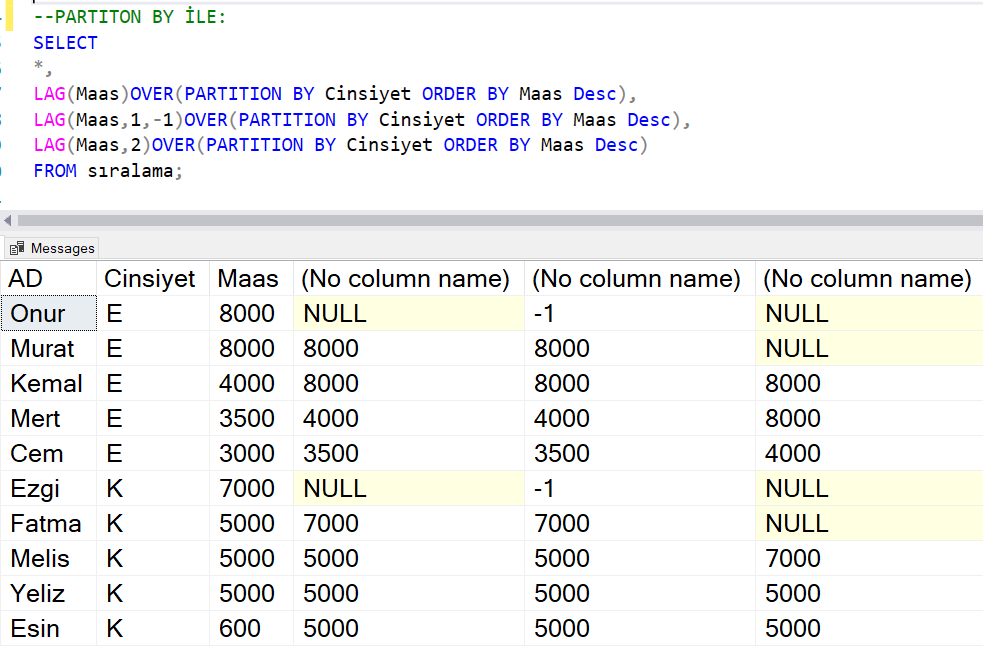 --PARTITON BY İLE:
SELECT
*,
LAG(Maas)OVER(PARTITION BY Cinsiyet ORDER BY Maas Desc),
LAG(Maas,1,-1)OVER(PARTITION BY Cinsiyet ORDER BY Maas Desc),
LAG(Maas,2)OVER(PARTITION BY Cinsiyet ORDER BY Maas Desc)
FROM sıralama;
Messages
AD Cinsiyet Maas (No column name) (No column name) (No column name)
Onur E 8000 NULL -1 NULL
Murat E 8000 8000 8000 NULL
Kemal E 4000 8000 8000 8000
Mert E 3500 4000 4000 8000
Cem E 3000 3500 3500 4000
Ezgi K 7000 NULL -1 NULL
Fatma K 5000 7000 7000 NULL
Melis K 5000 5000 5000 7000
Yeliz K 5000 5000 5000 5000
Esin K 600 5000 5000 5000